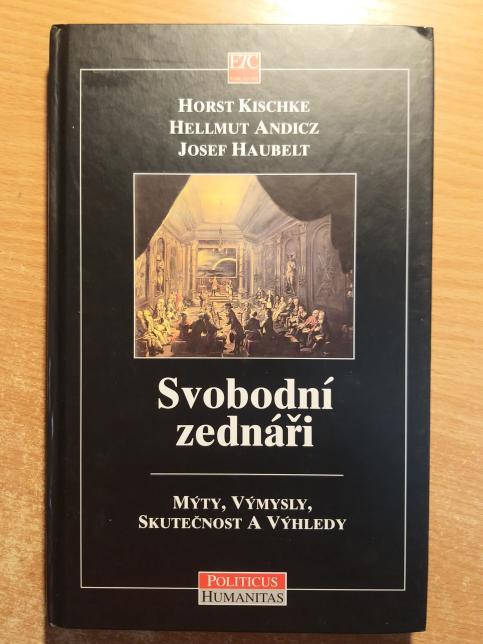 HORST KISCHKE
HELLMUT ANDICZ
JOSEF HAUBELT
Svobodní
zednáři
MÝTY, VÝMYSLY,
SKUTEČNOST A VÝHLEDY
POLITICUS
HUMANITAS